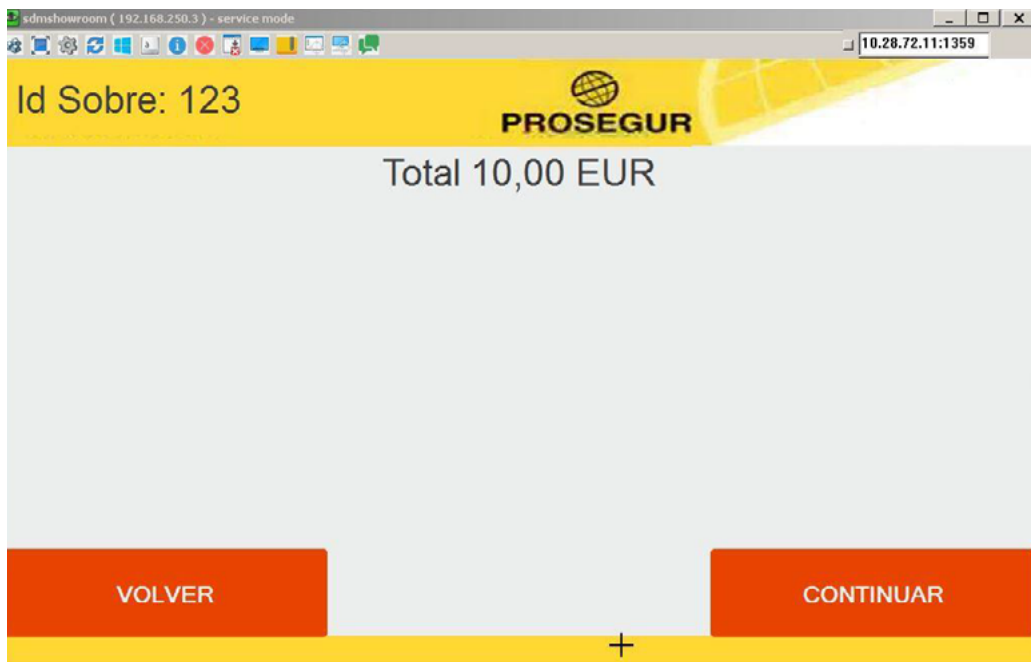 sdmshowroom ( 192.168.250.3 ) - service mode
10.28.72.11:1359
Id Sobre: 123
PROSEGUR
Total 10,00 EUR
VOLVER
CONTINUAR